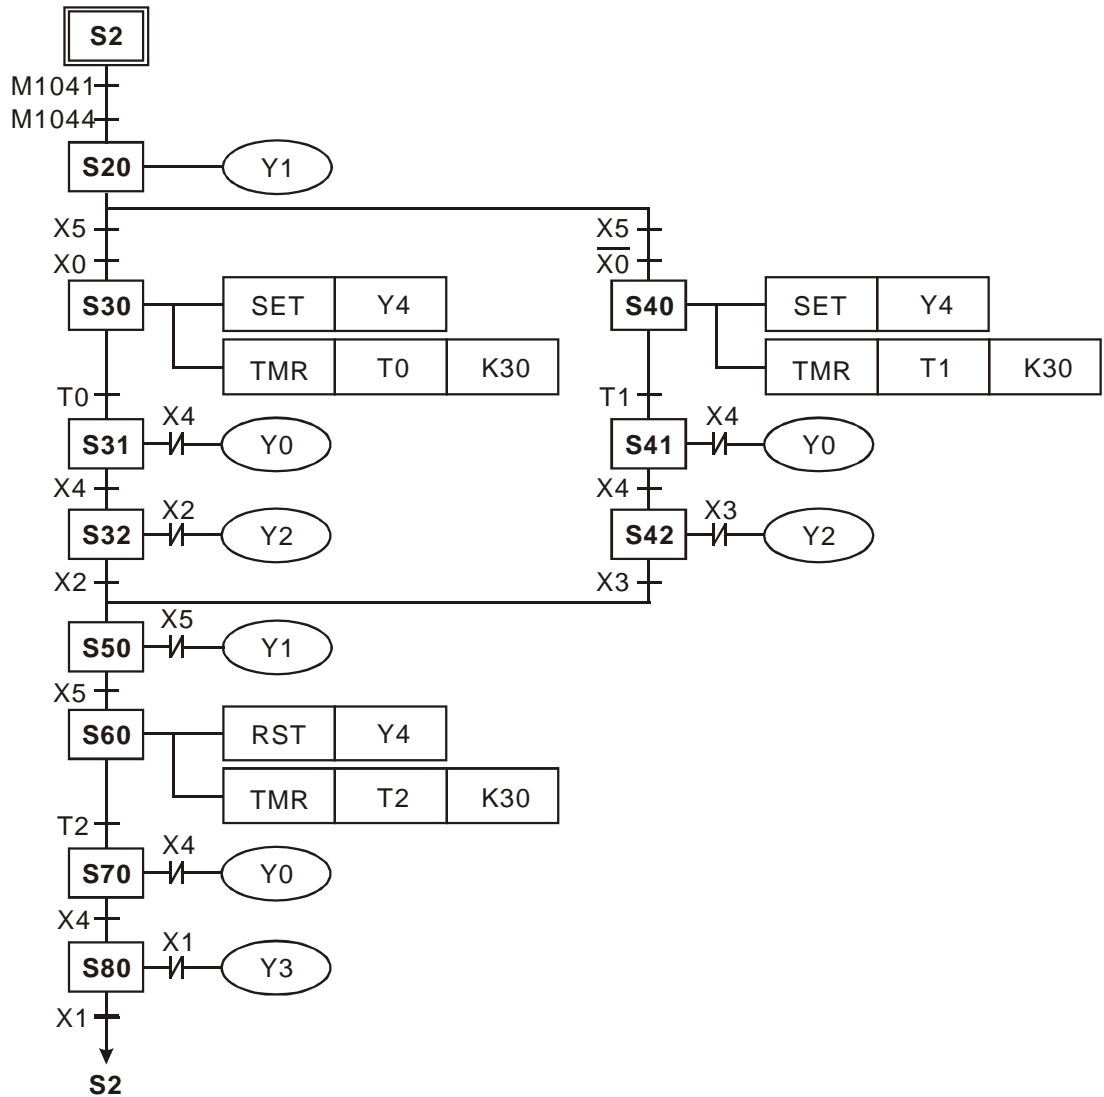 S2
M1041
M1044
S20 Y1
X5 X5
X0 X̅0̅
S30 SET Y4 S40 SET Y4
TMR T0 K30 TMR T1 K30
T0 T1
X4 X4
S31 Y0 S41 Y0
X4 X4
X2 X3
S32 Y2 S42 Y2
X2 X3
X5
S50 Y1
X5
S60 RST Y4
TMR T2 K30
T2
X4
S70 Y0
X4
X1
S80 Y3
X1
S2